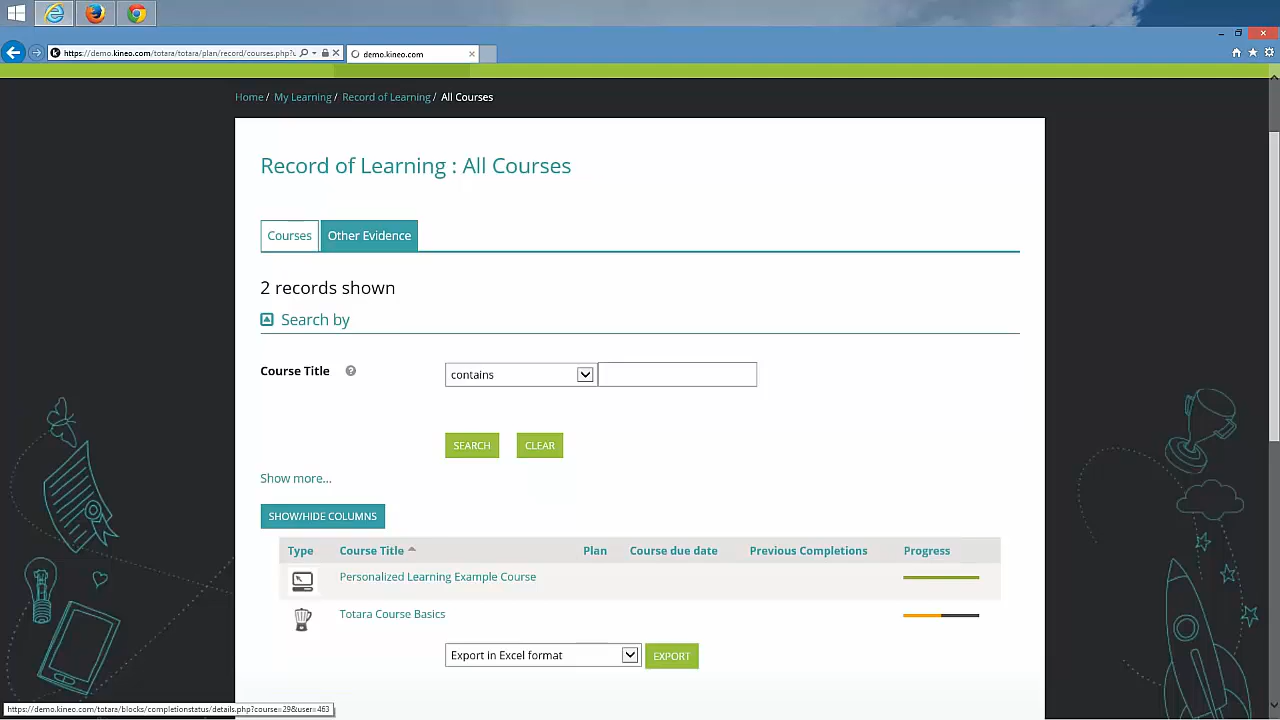 https://demo.kineo.com/totara/totara/plan/record/courses.php?u
demo.kineo.com
Home / My Learning / Record of Learning / All Courses
Record of Learning : All Courses
Courses
Other Evidence
2 records shown
Search by
Course Title
contains
SEARCH
CLEAR
Show more...
SHOW/HIDE COLUMNS
Type Course Title Plan Course due date Previous Completions Progress
Personalized Learning Example Course
Totara Course Basics
Export in Excel format
EXPORT
https://demo.kineo.com/totara/blocks/completionstatus/details.php?course=29&user=463